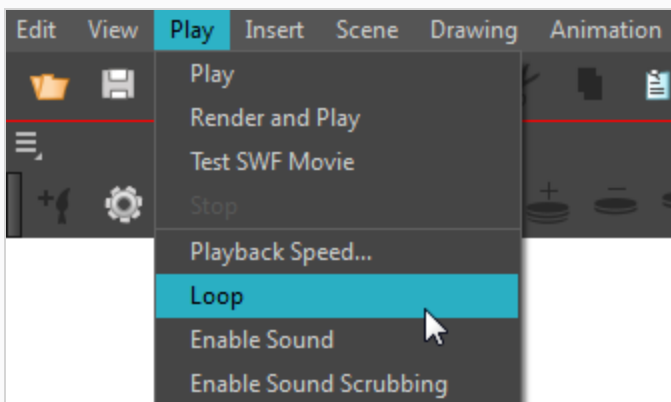 Edit View Play Insert Scene Drawing Animation
Play
Render and Play
Test SWF Movie
Stop
Playback Speed...
Loop
Enable Sound
Enable Sound Scrubbing